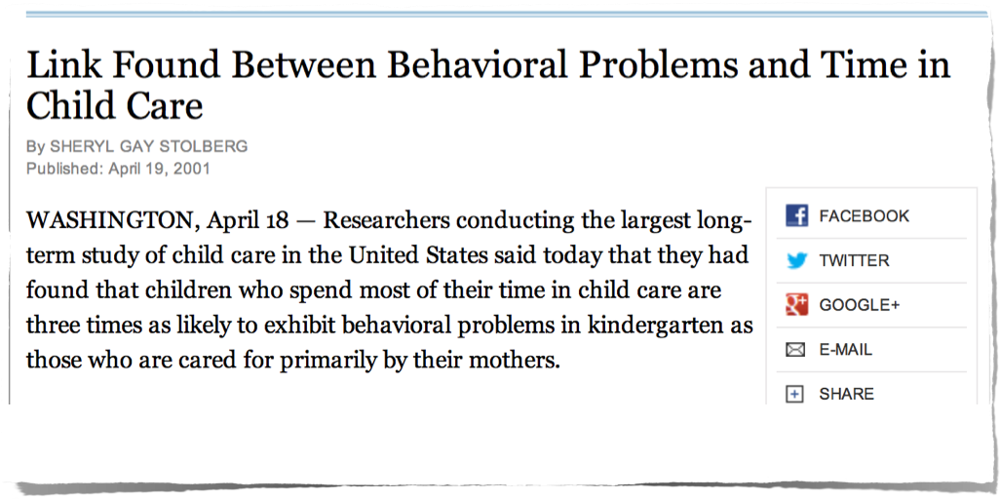 Link Found Between Behavioral Problems and Time in
Child Care
By SHERYL GAY STOLBERG
Published: April 19, 2001
WASHINGTON, April 18 — Researchers conducting the largest long-
term study of child care in the United States said today that they had
found that children who spend most of their time in child care are
three times as likely to exhibit behavioral problems in kindergarten as
those who are cared for primarily by their mothers.
FACEBOOK
TWITTER
GOOGLE+
E-MAIL
SHARE